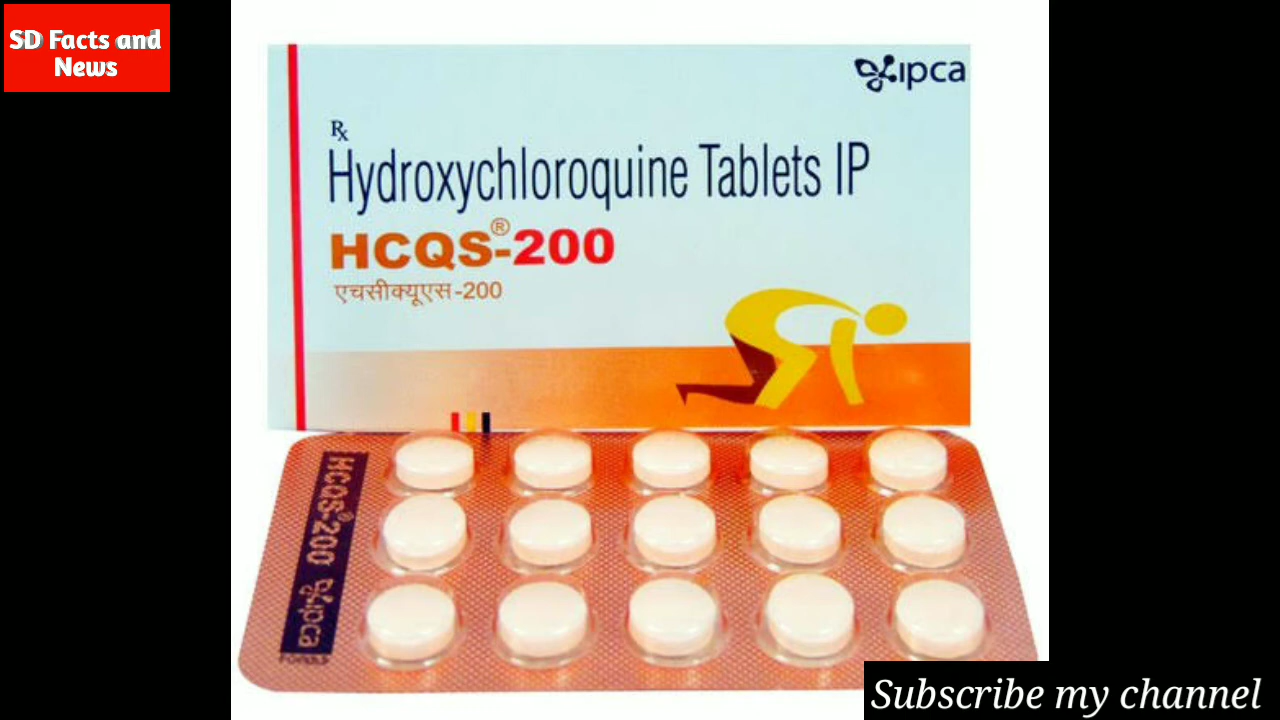 SD Facts and
News
ipca
Rx
Hydroxychloroquine Tablets IP
HCQS®-200
एचसीक्यूएस-200
HCQS®-200 ipca
Subscribe my channel